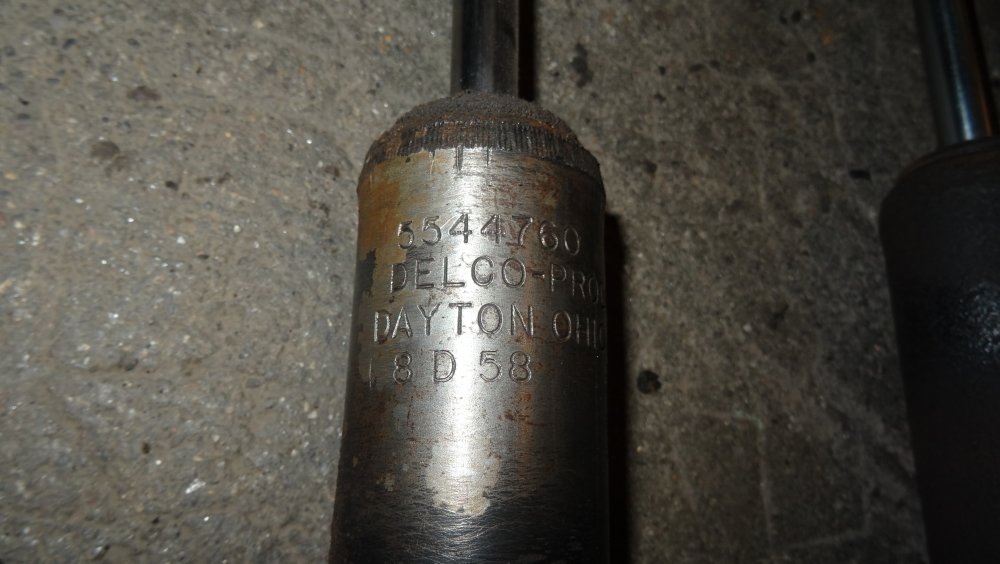 5544760
DELCO-PRO
DAYTON OHIO
8 D 58